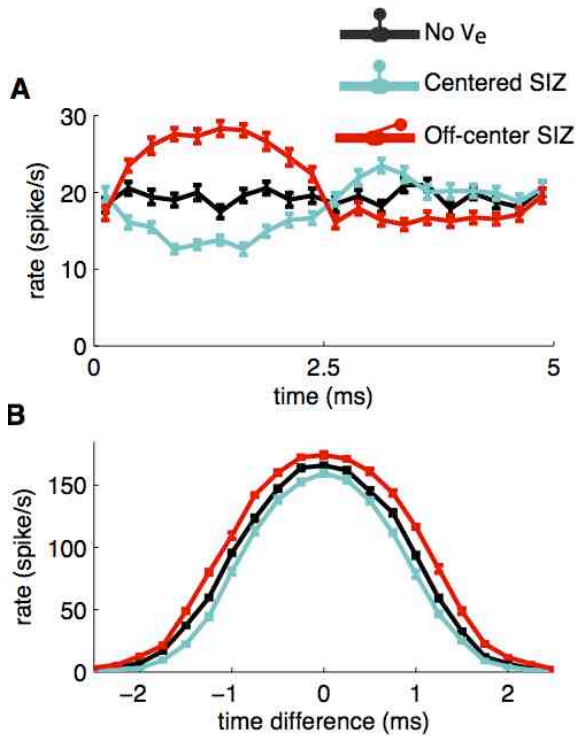 No Ve
Centered SIZ
Off-center SIZ
A
30
20
10
0
rate (spike/s)
0 2.5 5
time (ms)
B
150
100
50
0
rate (spike/s)
−2 −1 0 1 2
time difference (ms)